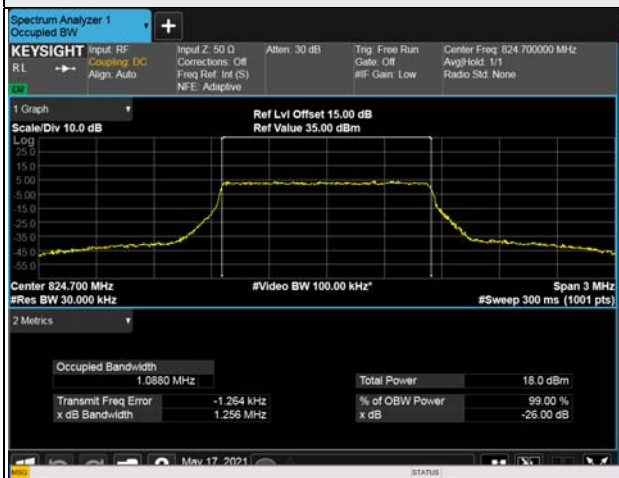 Spectrum Analyzer 1
Occupied BW
KEYSIGHT Input: RF Input Z: 50 Ω Atten: 30 dB Trig: Free Run Center Freq: 824.700000 MHz
RL Coupling: DC Corrections: Off Gate: Off Avg|Hold: 1/1
Align: Auto Freq Ref: Int (S) #IF Gain: Low Radio Std: None
LXI NFE: Adaptive
1 Graph
Ref Lvl Offset 15.00 dB
Scale/Div 10.0 dB Ref Value 35.00 dBm
Log
25.0
15.0
5.00
-5.00
-15.0
-25.0
-35.0
-45.0
-55.0
Center 824.700 MHz #Video BW 100.00 kHz* Span 3 MHz
#Res BW 30.000 kHz #Sweep 300 ms (1001 pts)
2 Metrics
Occupied Bandwidth
1.0880 MHz Total Power 18.0 dBm
Transmit Freq Error -1.264 kHz % of OBW Power 99.00 %
x dB Bandwidth 1.256 MHz x dB -26.00 dB
May 17, 2021
MSG STATUS